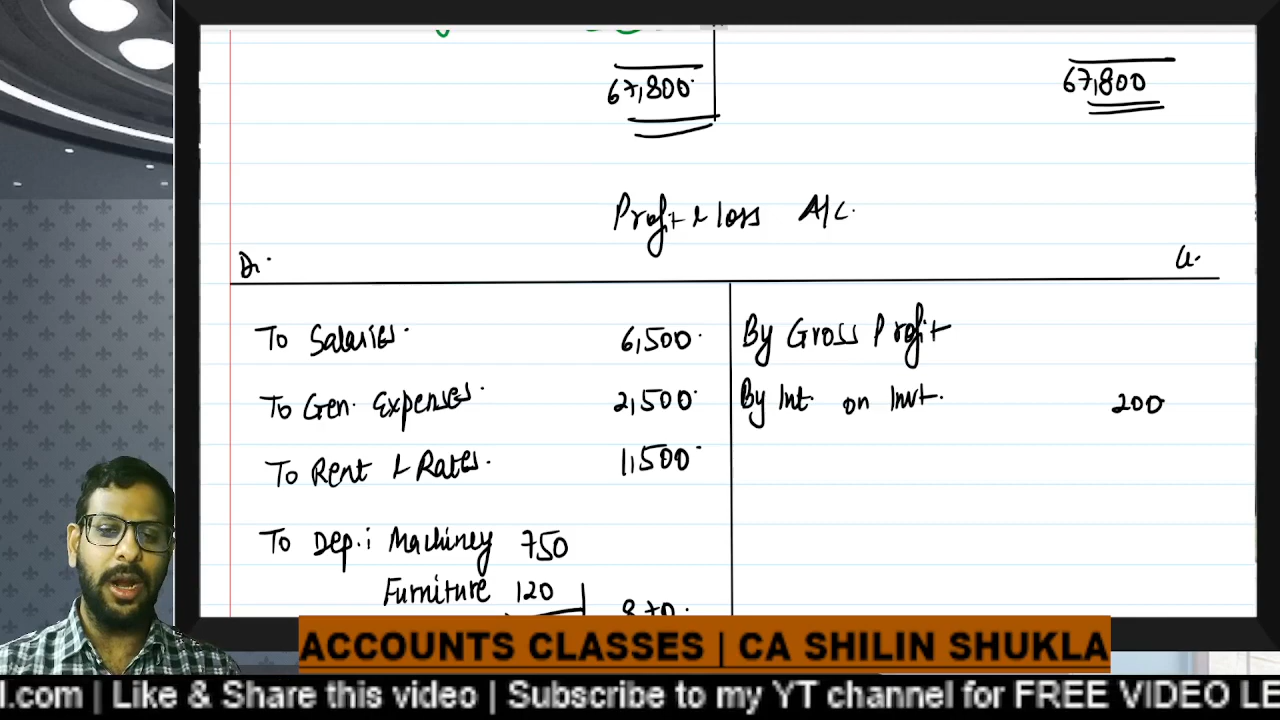 67,800
67,800
Profit & loss A/c.
Dr.
Cr.
To Salaries. 6,500
By Gross Profit
To Gen. Expenses. 2,500
By Int. on Invt. 200
To Rent & Rates. 1,500
To Dep.: Machinery 750
Furniture 120
870
ACCOUNTS CLASSES | CA SHILIN SHUKLA
l.com | Like & Share this video | Subscribe to my YT channel for FREE VIDEO LE